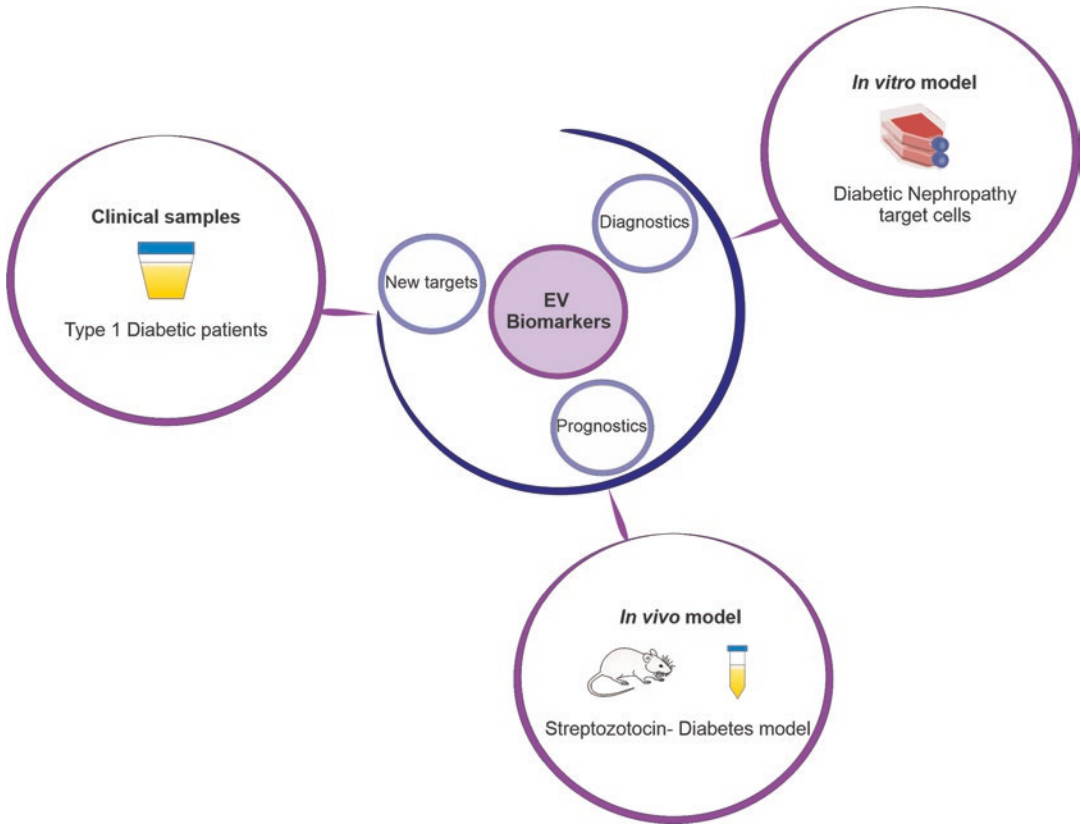 In vitro model
Diabetic Nephropathy
target cells
Clinical samples
Type 1 Diabetic patients
New targets
Diagnostics
EV
Biomarkers
Prognostics
In vivo model
Streptozotocin- Diabetes model